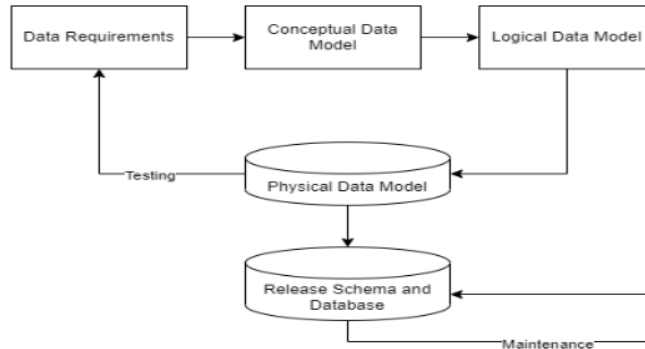 Data Requirements
Conceptual Data
Model
Logical Data Model
Testing
Physical Data Model
Release Schema and
Database
Maintenance